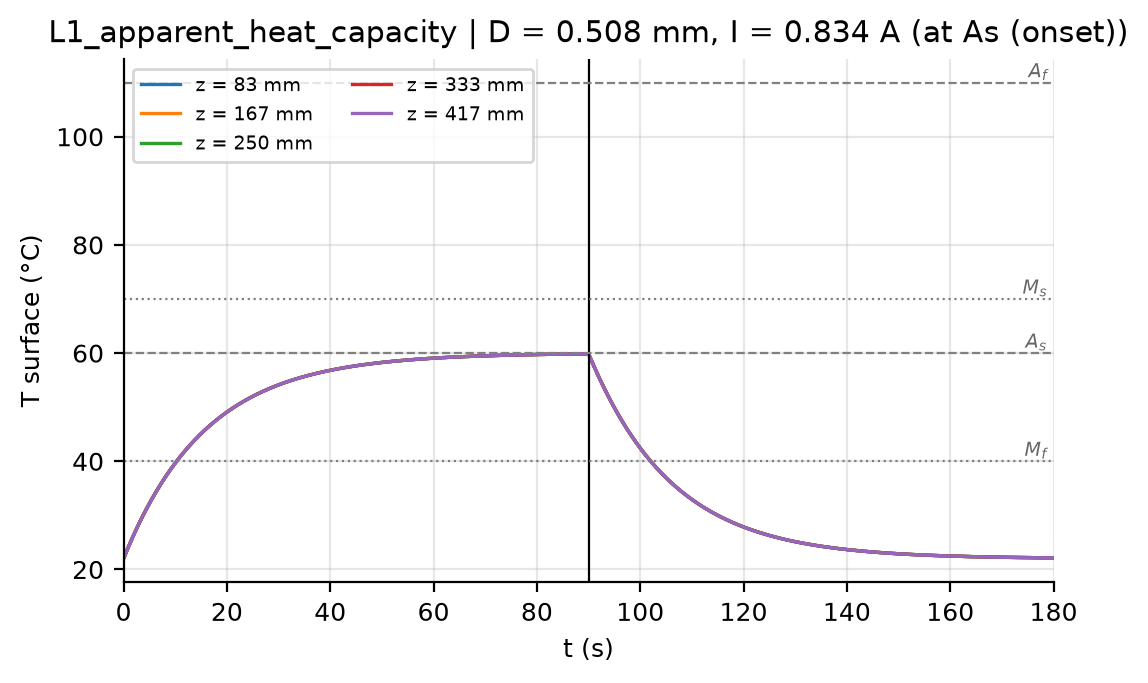 L1_apparent_heat_capacity | D = 0.508 mm, I = 0.834 A (at As (onset))
z = 83 mm
z = 167 mm
z = 250 mm
z = 333 mm
z = 417 mm
A_f
M_s
A_s
M_f
T surface (°C)
100
80
60
40
20
0 20 40 60 80 100 120 140 160 180
t (s)